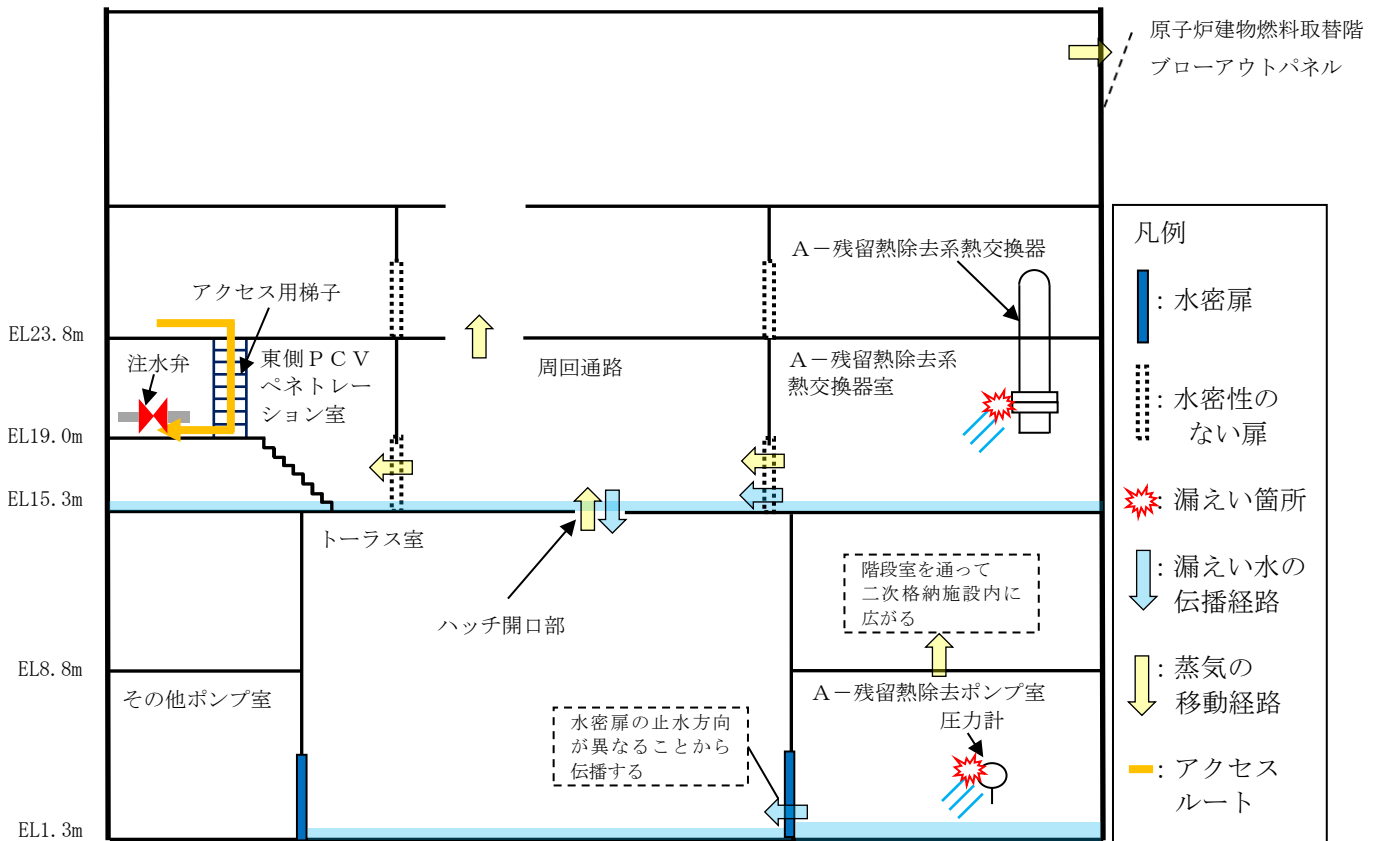 原子炉建物燃料取替階
ブローアウトパネル
凡例
：水密扉
：水密性の
ない扉
：漏えい箇所
：漏えい水の
伝播経路
：蒸気の
移動経路
：アクセス
ルート
A－残留熱除去系熱交換器
アクセス用梯子
EL23.8m
注水弁
東側PCV
ペネトレー
ション室
周回通路
A－残留熱除去系
熱交換器室
EL19.0m
EL15.3m
トーラス室
ハッチ開口部
階段室を通って
二次格納施設内に
広がる
EL8.8m
その他ポンプ室
A－残留熱除去ポンプ室
圧力計
水密扉の止水方向
が異なることから
伝播する
EL1.3m